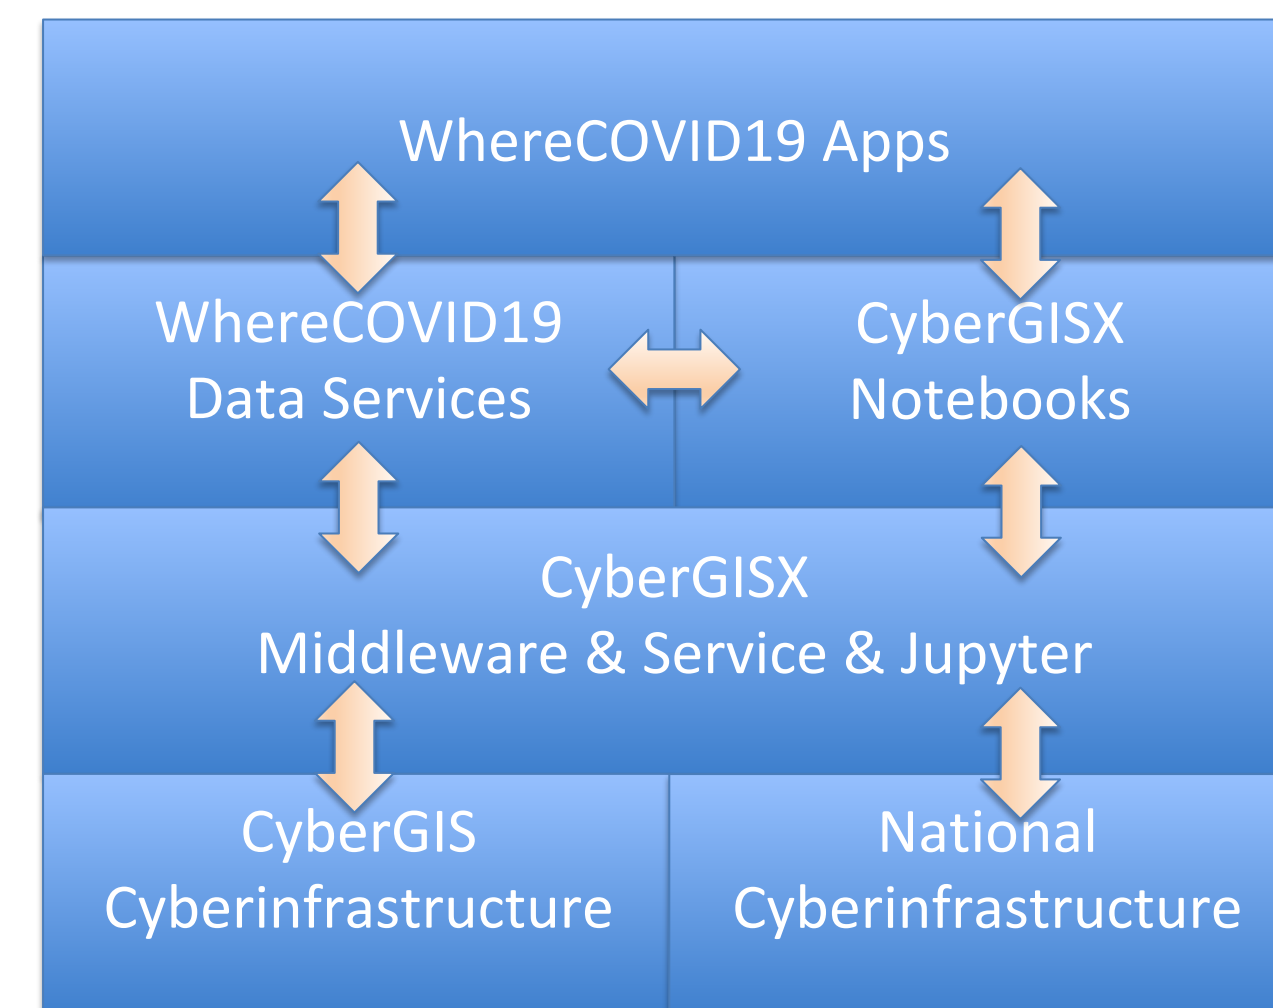 WhereCOVID19 Apps
WhereCOVID19
Data Services
CyberGISX
Notebooks
CyberGISX
Middleware & Service & Jupyter
CyberGIS
Cyberinfrastructure
National
Cyberinfrastructure